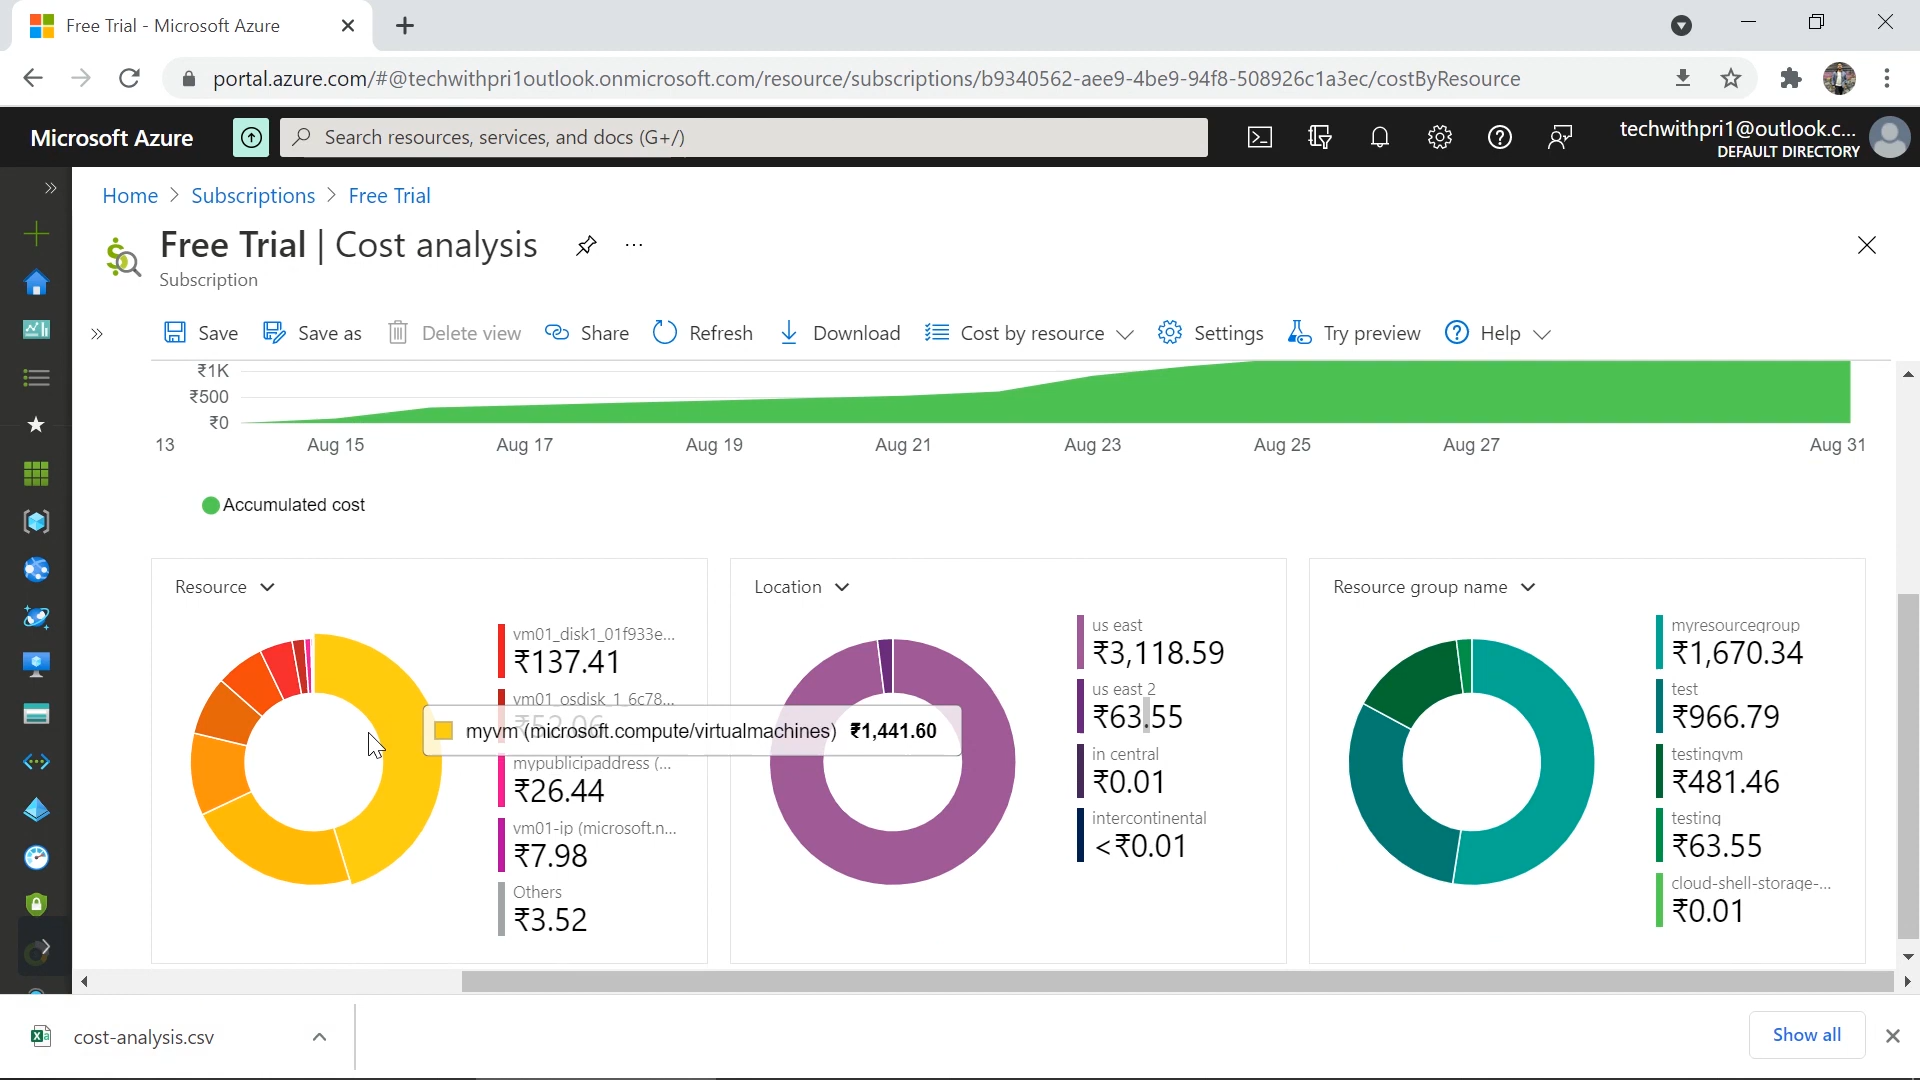 Free Trial - Microsoft Azure
portal.azure.com/#@techwithpri1outlook.onmicrosoft.com/resource/subscriptions/b9340562-aee9-4be9-94f8-508926c1a3ec/costByResource
Microsoft Azure
Search resources, services, and docs (G+/)
techwithpri1@outlook.c...
DEFAULT DIRECTORY
Home > Subscriptions > Free Trial
Free Trial | Cost analysis
Subscription
Save Save as Delete view Share Refresh Download Cost by resource Settings Try preview Help
₹1K
₹500
₹0
13 Aug 15 Aug 17 Aug 19 Aug 21 Aug 23 Aug 25 Aug 27 Aug 31
Accumulated cost
Resource
vm01_disk1_01f933e...
₹137.41
vm01_osdisk_1_6c78...
₹52.06
myvm (microsoft.compute/virtualmachines) ₹1,441.60
mypublicipaddress (...
₹26.44
vm01-ip (microsoft.n...
₹7.98
Others
₹3.52
Location
us east
₹3,118.59
us east 2
₹63.55
in central
₹0.01
intercontinental
<₹0.01
Resource group name
myresourcegroup
₹1,670.34
test
₹966.79
testingvm
₹481.46
testing
₹63.55
cloud-shell-storage-...
₹0.01
cost-analysis.csv
Show all